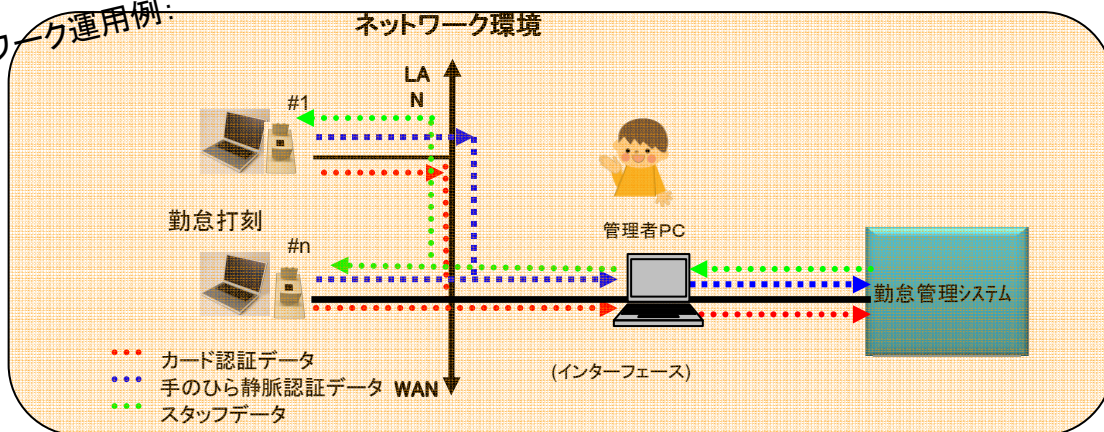 ワーク運用例:
ネットワーク環境
LA
N
#1
勤怠打刻
#n
管理者PC
勤怠管理システム
(インターフェース)
カード認証データ
手のひら静脈認証データ
WAN
スタッフデータ